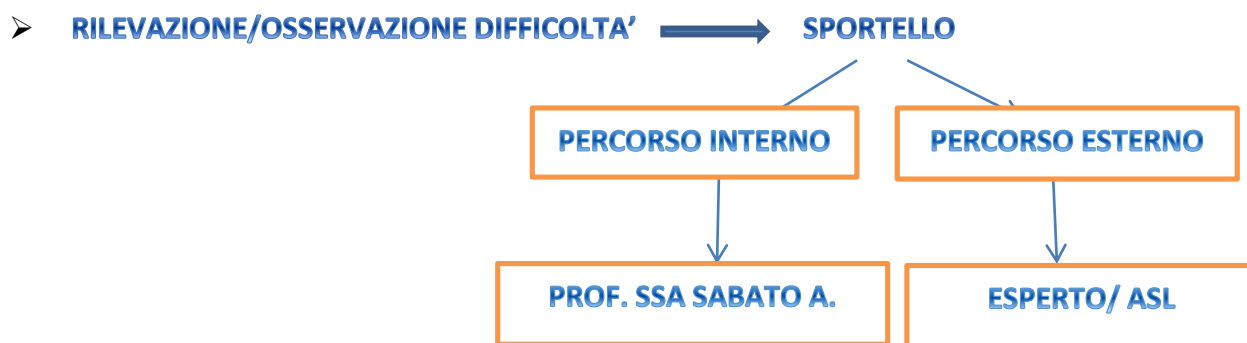 ➢ RILEVAZIONE/OSSERVAZIONE DIFFICOLTA’ SPORTELLO
PERCORSO INTERNO PERCORSO ESTERNO
PROF. SSA SABATO A. ESPERTO/ ASL